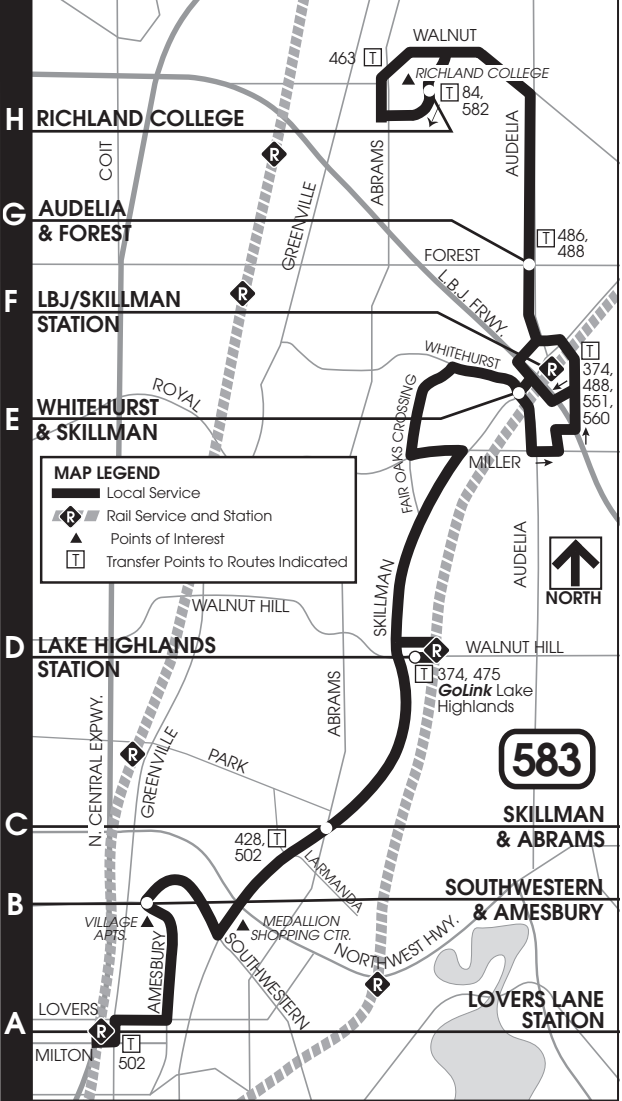 WALNUT
463 T
RICHLAND COLLEGE
T 84,
582
H RICHLAND COLLEGE
COIT
R
ABRAMS
AUDELIA
GREENVILLE
G AUDELIA
& FOREST
T 486,
488
FOREST
R
L.B.J. FRWY.
F LBJ/SKILLMAN
STATION
T
R
374,
488,
551,
560
WHITEHURST
ROYAL
FAIR OAKS CROSSING
E WHITEHURST
& SKILLMAN
MILLER
MAP LEGEND
Local Service
R Rail Service and Station
Points of Interest
T Transfer Points to Routes Indicated
AUDELIA
NORTH
SKILLMAN
WALNUT HILL
D LAKE HIGHLANDS
STATION
R
WALNUT HILL
T 374, 475
GoLink Lake
Highlands
ABRAMS
N. CENTRAL EXPWY.
GREENVILLE
R
PARK
583
C
SKILLMAN
& ABRAMS
428, T
502
LARMANDA
B
SOUTHWESTERN
& AMESBURY
VILLAGE
APTS.
MEDALLION
SHOPPING CTR.
AMESBURY
SOUTHWESTERN
NORTHWEST HWY.
R
LOVERS
A
LOVERS LANE
STATION
R
MILTON
T
502